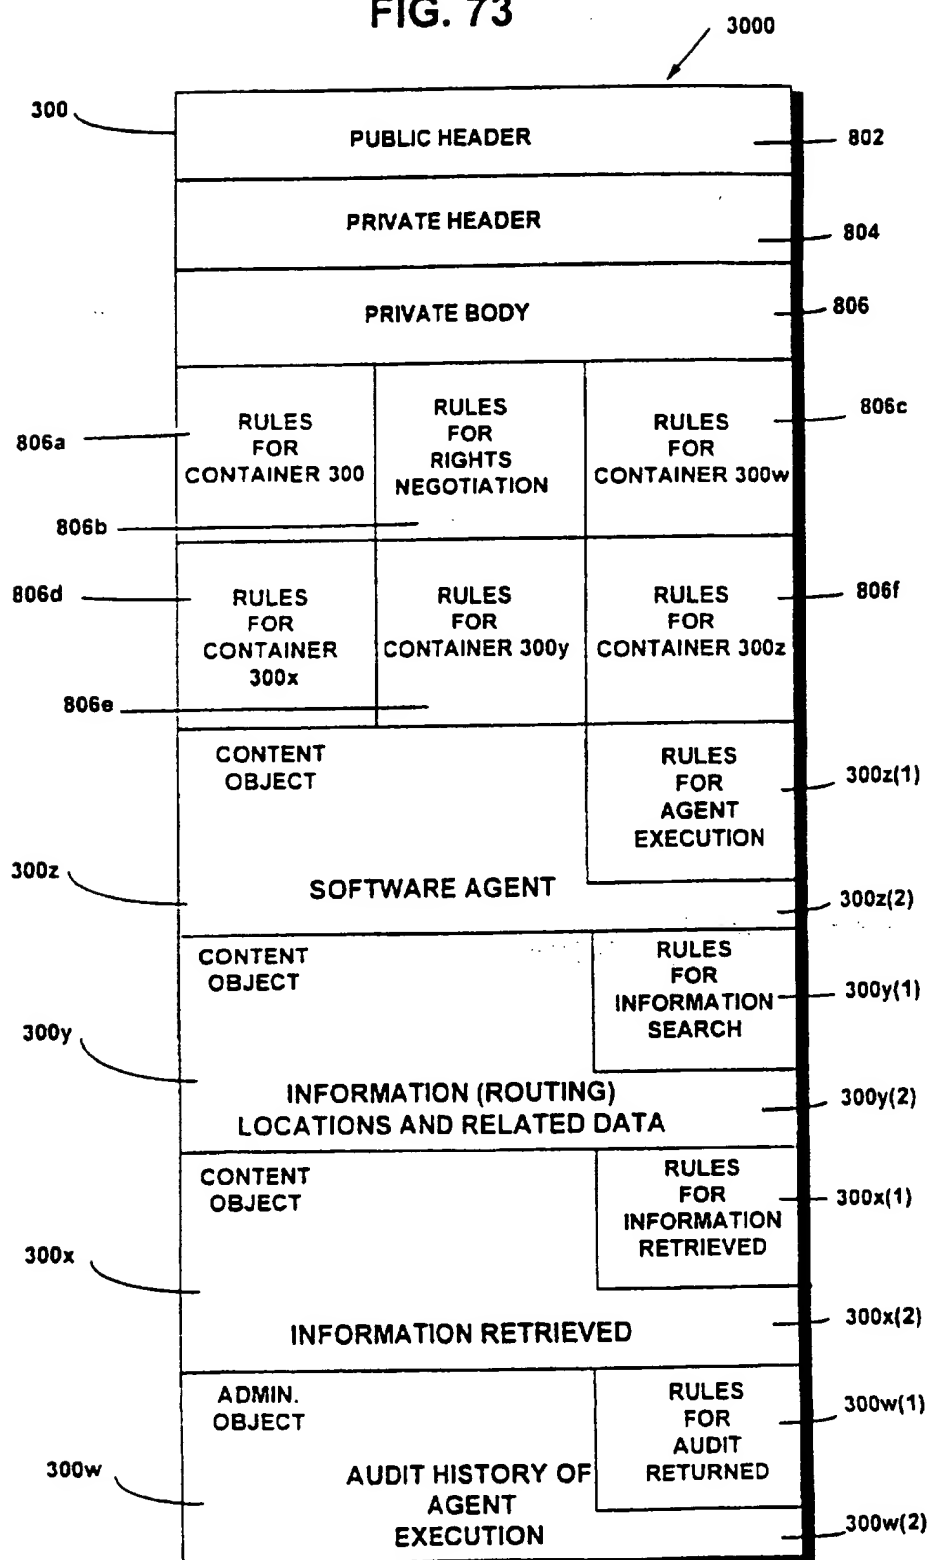 FIG. 73
3000
300
PUBLIC HEADER
802
PRIVATE HEADER
804
PRIVATE BODY
806
806a
RULES
FOR
CONTAINER 300
RULES
FOR
RIGHTS
NEGOTIATION
806b
RULES
FOR
CONTAINER 300w
806c
806d
RULES
FOR
CONTAINER
300x
RULES
FOR
CONTAINER 300y
806e
RULES
FOR
CONTAINER 300z
806f
CONTENT
OBJECT
RULES
FOR
AGENT
EXECUTION
300z(1)
300z
SOFTWARE AGENT
300z(2)
CONTENT
OBJECT
RULES
FOR
INFORMATION
SEARCH
300y(1)
300y
INFORMATION (ROUTING)
LOCATIONS AND RELATED DATA
300y(2)
CONTENT
OBJECT
RULES
FOR
INFORMATION
RETRIEVED
300x(1)
300x
INFORMATION RETRIEVED
300x(2)
ADMIN.
OBJECT
RULES
FOR
AUDIT
RETURNED
300w(1)
300w
AUDIT HISTORY OF
AGENT
EXECUTION
300w(2)